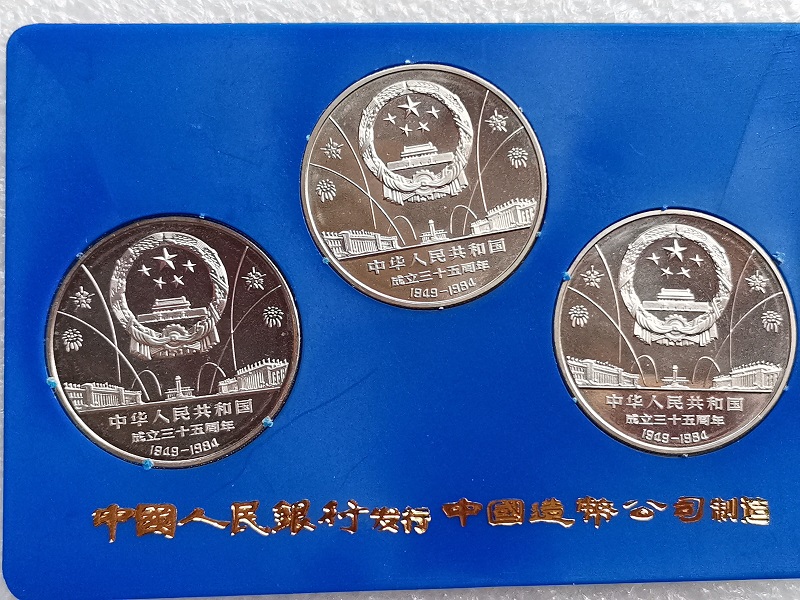 中华人民共和国
成立三十五周年
1949-1984
中华人民共和国
成立三十五周年
1949-1984
中华人民共和国
成立三十五周年
1949-1984
中國人民銀行发行 中國造幣公司制造